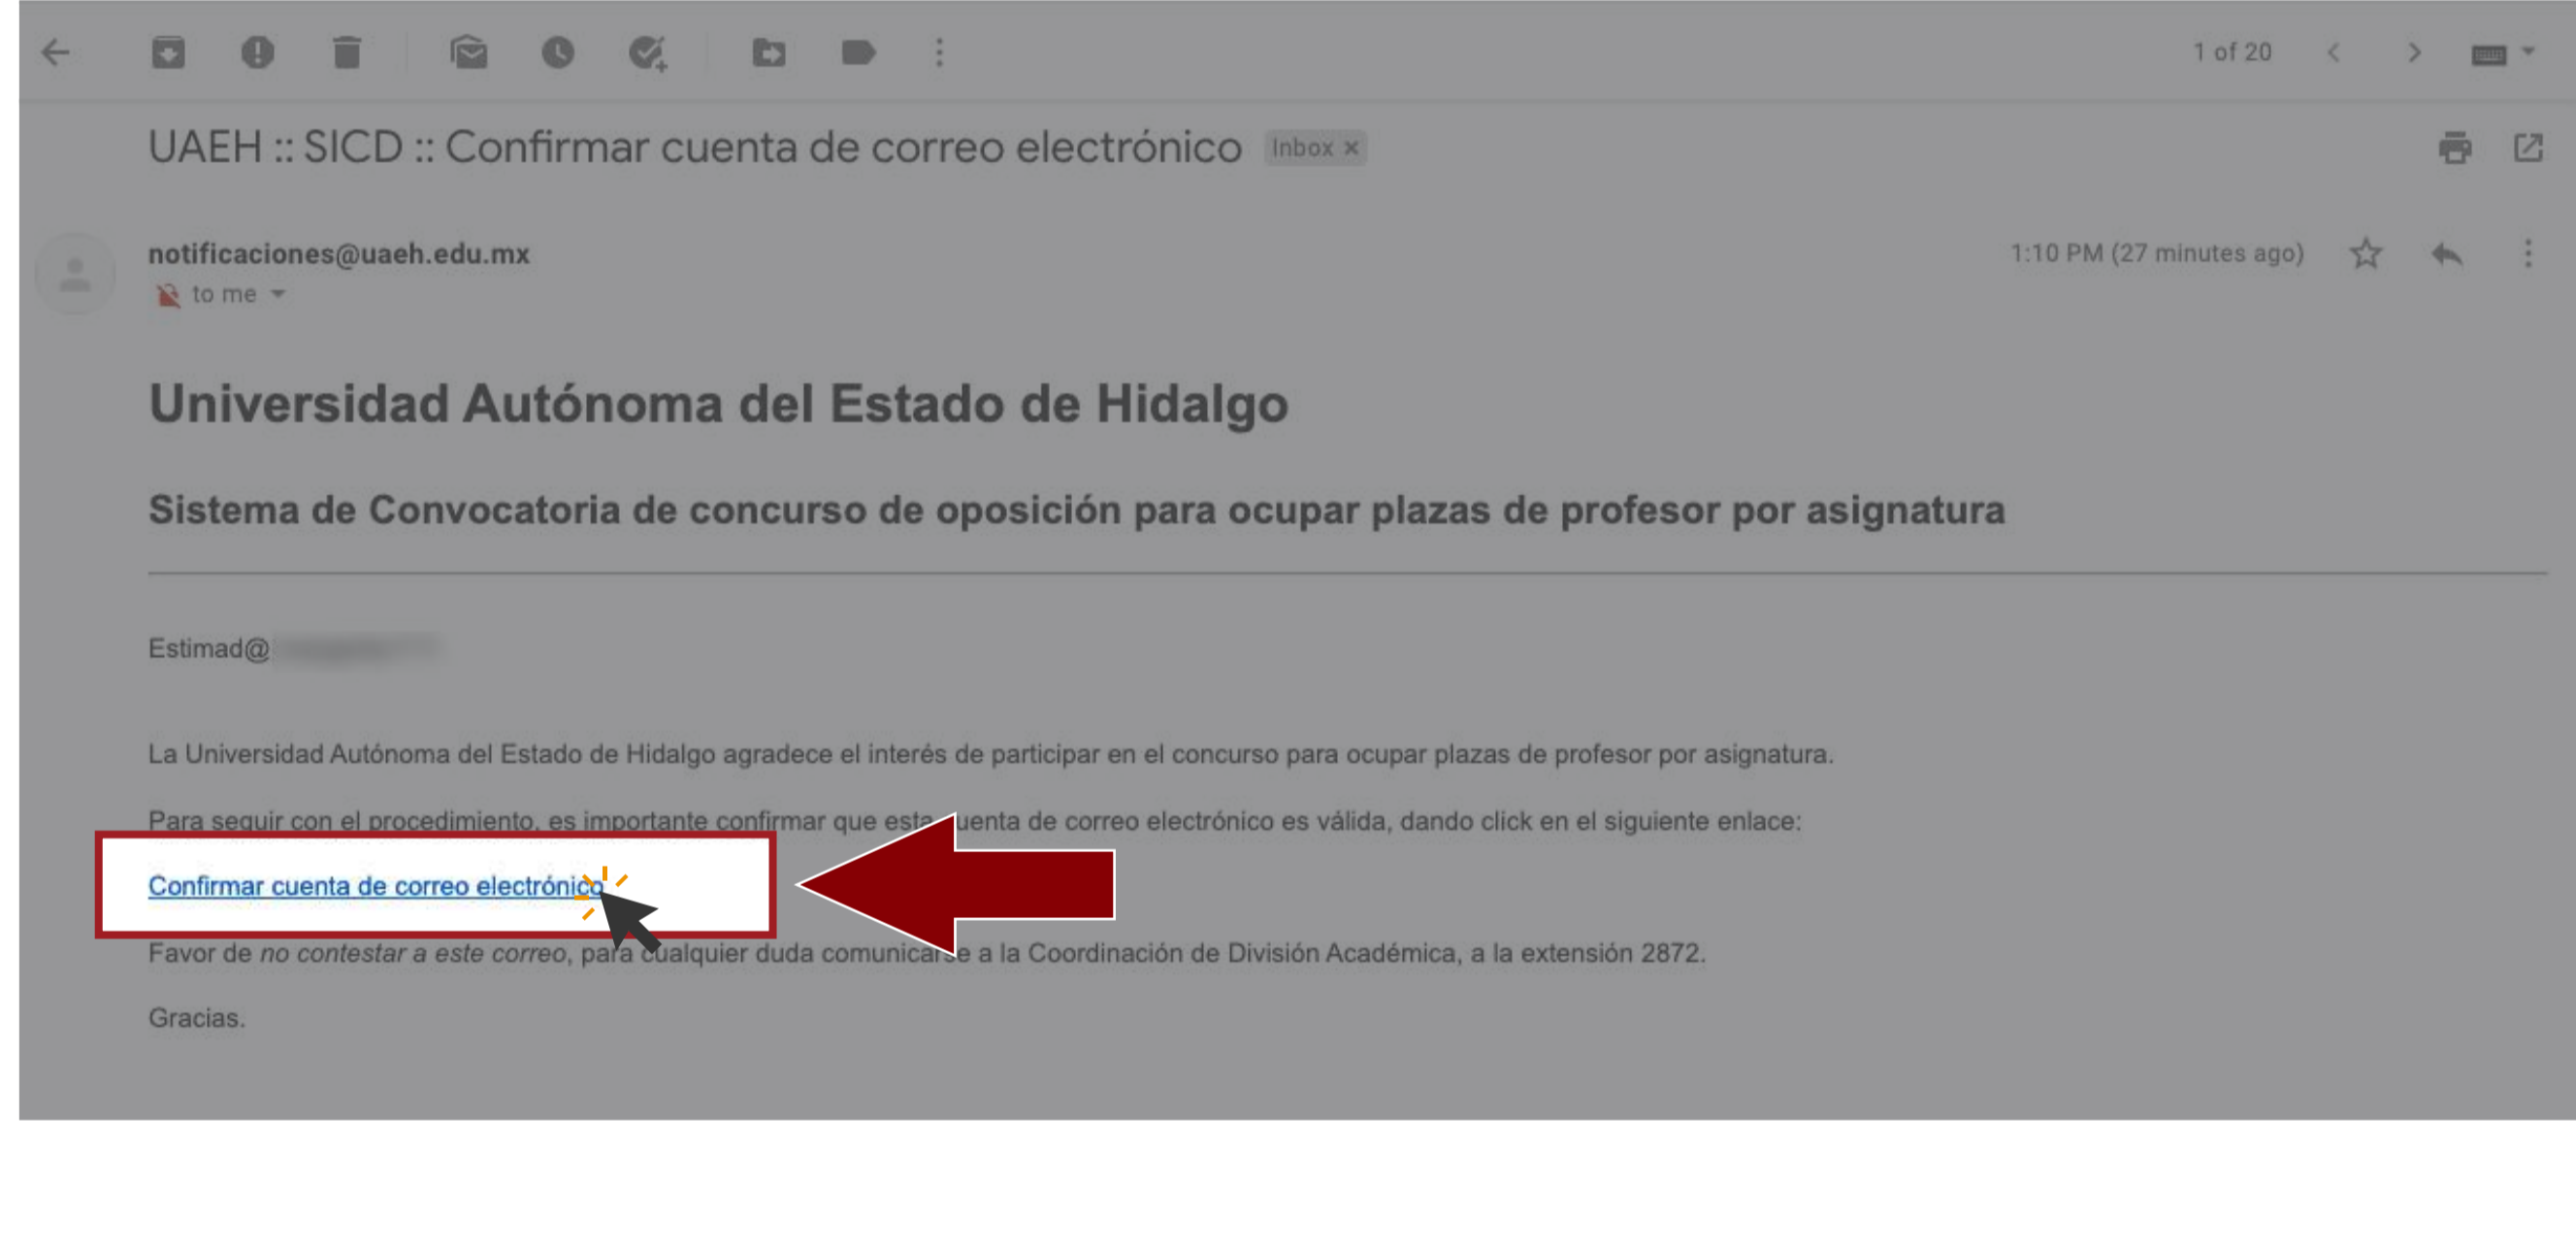 1 of 20
UAEH :: SICD :: Confirmar cuenta de correo electrónico Inbox ×
notificaciones@uaeh.edu.mx 1:10 PM (27 minutes ago)
to me
Universidad Autónoma del Estado de Hidalgo
Sistema de Convocatoria de concurso de oposición para ocupar plazas de profesor por asignatura
Estimad@
La Universidad Autónoma del Estado de Hidalgo agradece el interés de participar en el concurso para ocupar plazas de profesor por asignatura.
Para seguir con el procedimiento, es importante confirmar que esta cuenta de correo electrónico es válida, dando click en el siguiente enlace:
Confirmar cuenta de correo electrónico
Favor de no contestar a este correo, para cualquier duda comunicarse a la Coordinación de División Académica, a la extensión 2872.
Gracias.